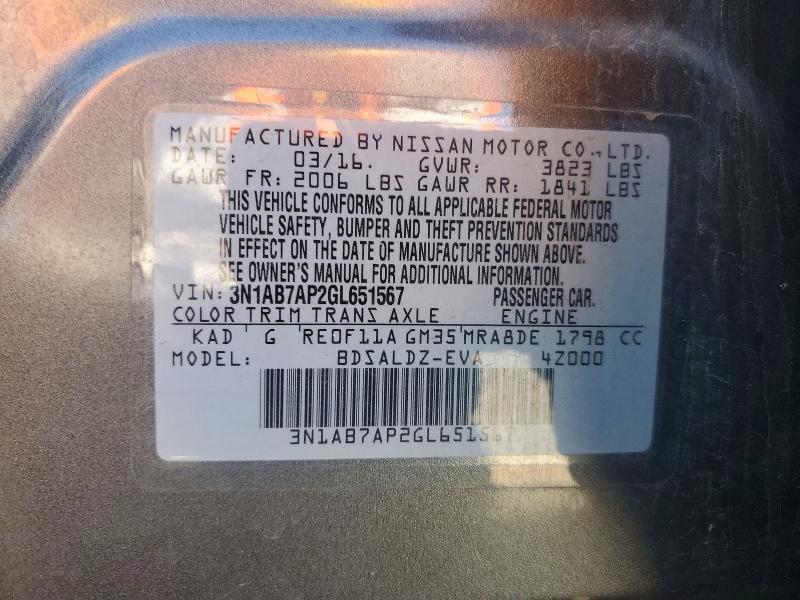 MANUFACTURED BY NISSAN MOTOR CO., LTD.
DATE: 03/16. GVWR: 3823 LBS
GAWR FR: 2006 LBS GAWR RR: 1841 LBS
THIS VEHICLE CONFORMS TO ALL APPLICABLE FEDERAL MOTOR
VEHICLE SAFETY, BUMPER AND THEFT PREVENTION STANDARDS
IN EFFECT ON THE DATE OF MANUFACTURE SHOWN ABOVE.
SEE OWNER'S MANUAL FOR ADDITIONAL INFORMATION.
VIN: 3N1AB7AP2GL651567 PASSENGER CAR.
COLOR TRIM TRANS AXLE ENGINE
KAD G RE0F11A GM35 MRA8DE 1798 CC
MODEL: BDSALDZ-EVA 4Z000
3N1AB7AP2GL651567